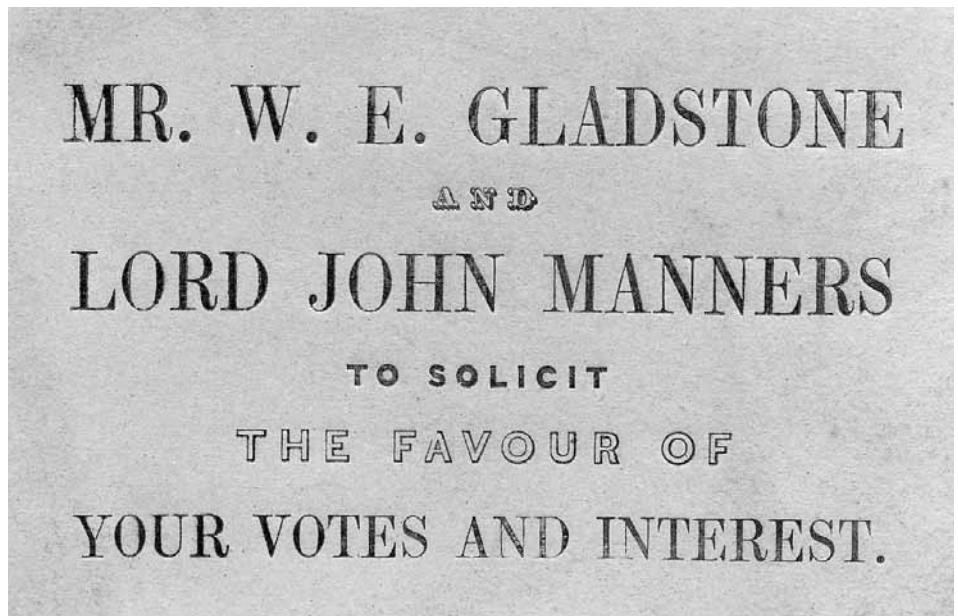 MR. W. E. GLADSTONE
AND
LORD JOHN MANNERS
TO SOLICIT
THE FAVOUR OF
YOUR VOTES AND INTEREST.